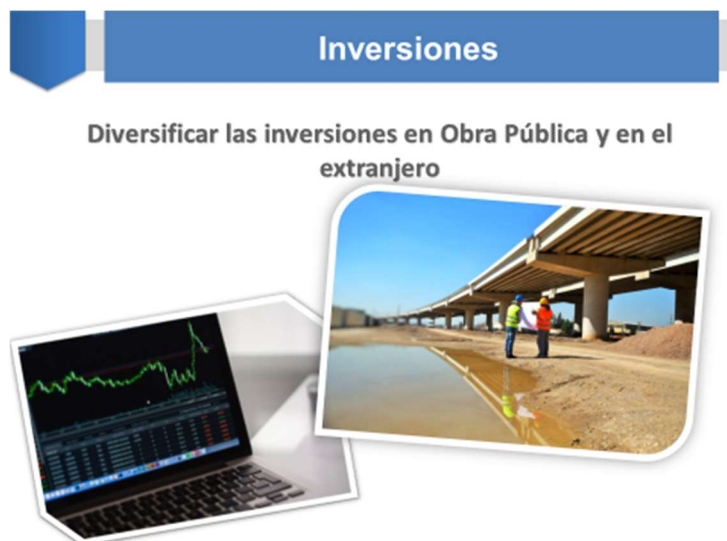 Inversiones
Diversificar las inversiones en Obra Pública y en el
extranjero